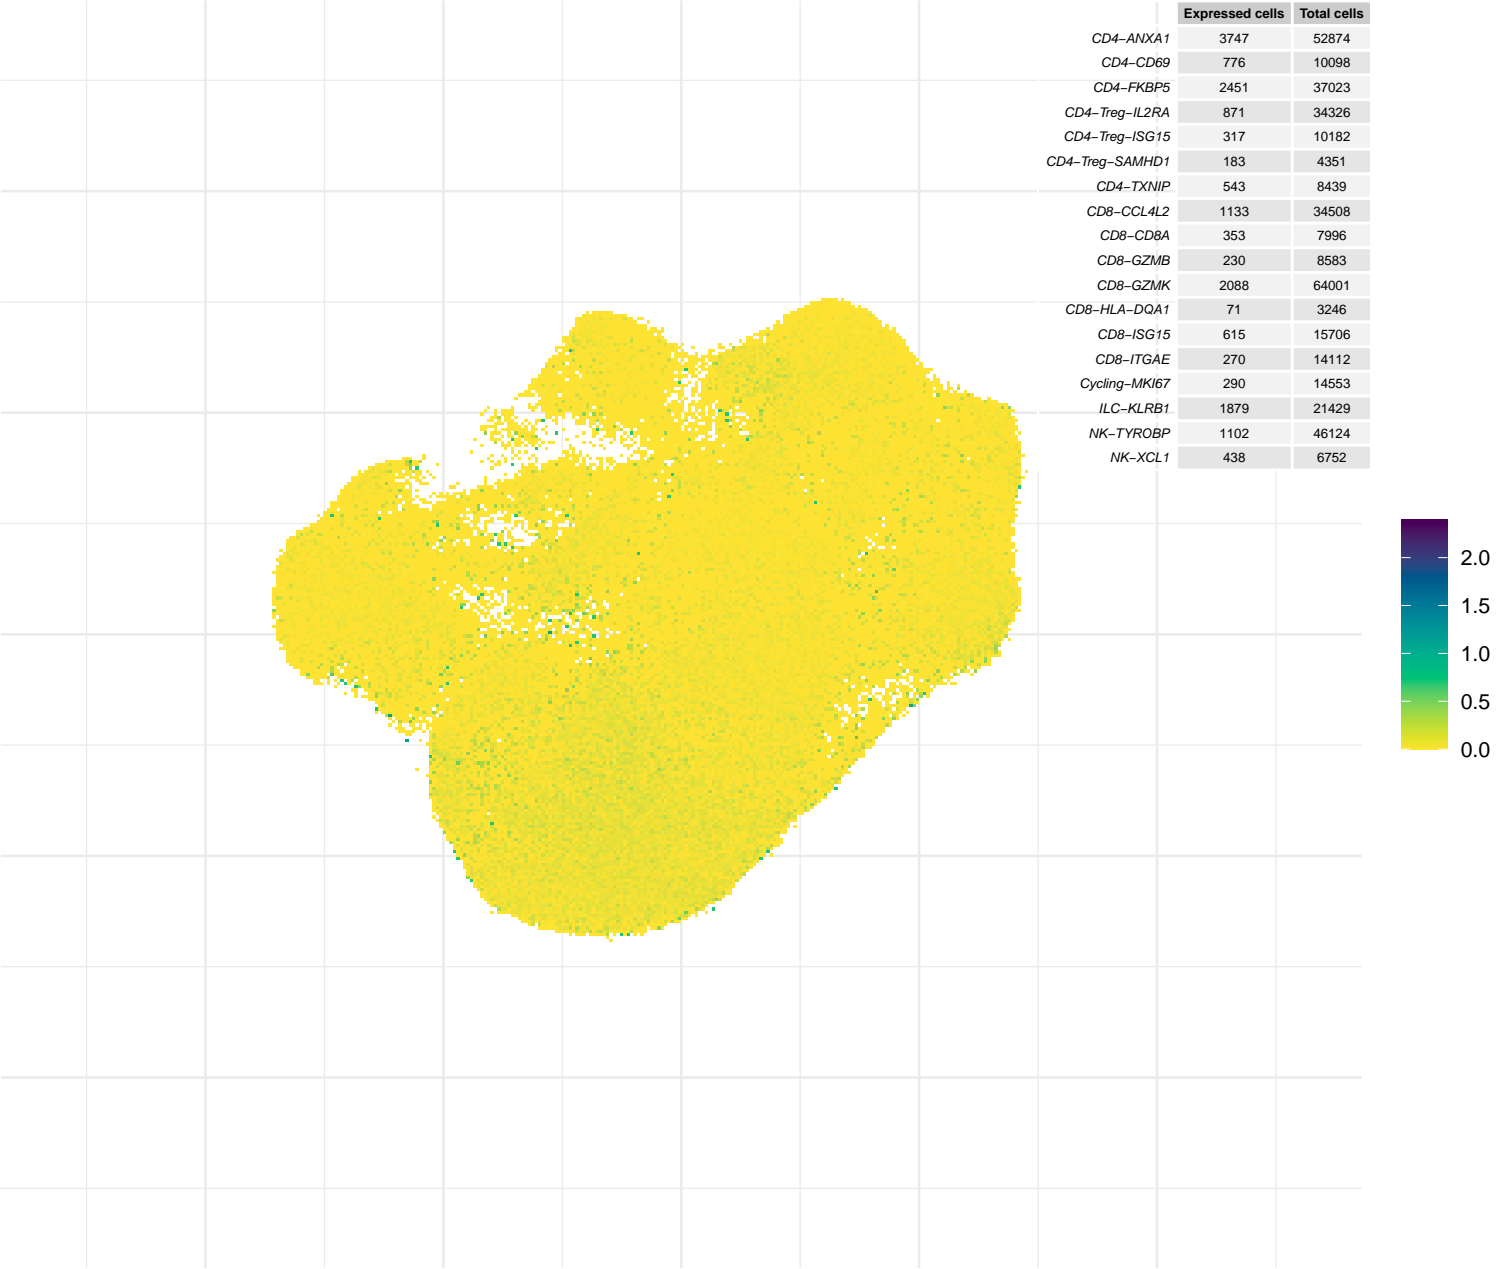 Expressed cells Total cells
CD4−ANXA1 3747 52874
CD4−CD69 776 10098
CD4−FKBP5 2451 37023
CD4−Treg−IL2RA 871 34326
CD4−Treg−ISG15 317 10182
CD4−Treg−SAMHD1 183 4351
CD4−TXNIP 543 8439
CD8−CCL4L2 1133 34508
CD8−CD8A 353 7996
CD8−GZMB 230 8583
CD8−GZMK 2088 64001
CD8−HLA−DQA1 71 3246
CD8−ISG15 615 15706
CD8−ITGAE 270 14112
Cycling−MKI67 290 14553
ILC−KLRB1 1879 21429
NK−TYROBP 1102 46124
NK−XCL1 438 6752
2.0
1.5
1.0
0.5
0.0